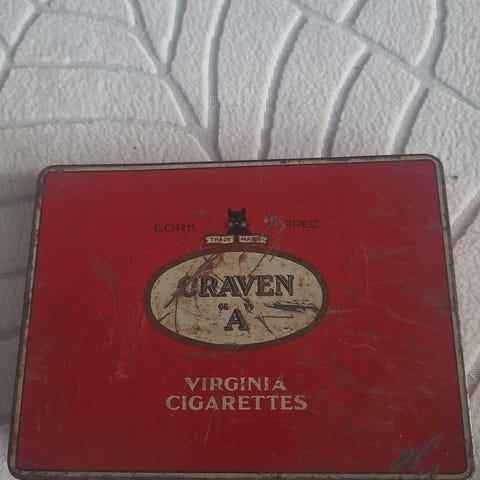 CORK TIPPED
TRADE MARK
CRAVEN
"A"
VIRGINIA
CIGARETTES